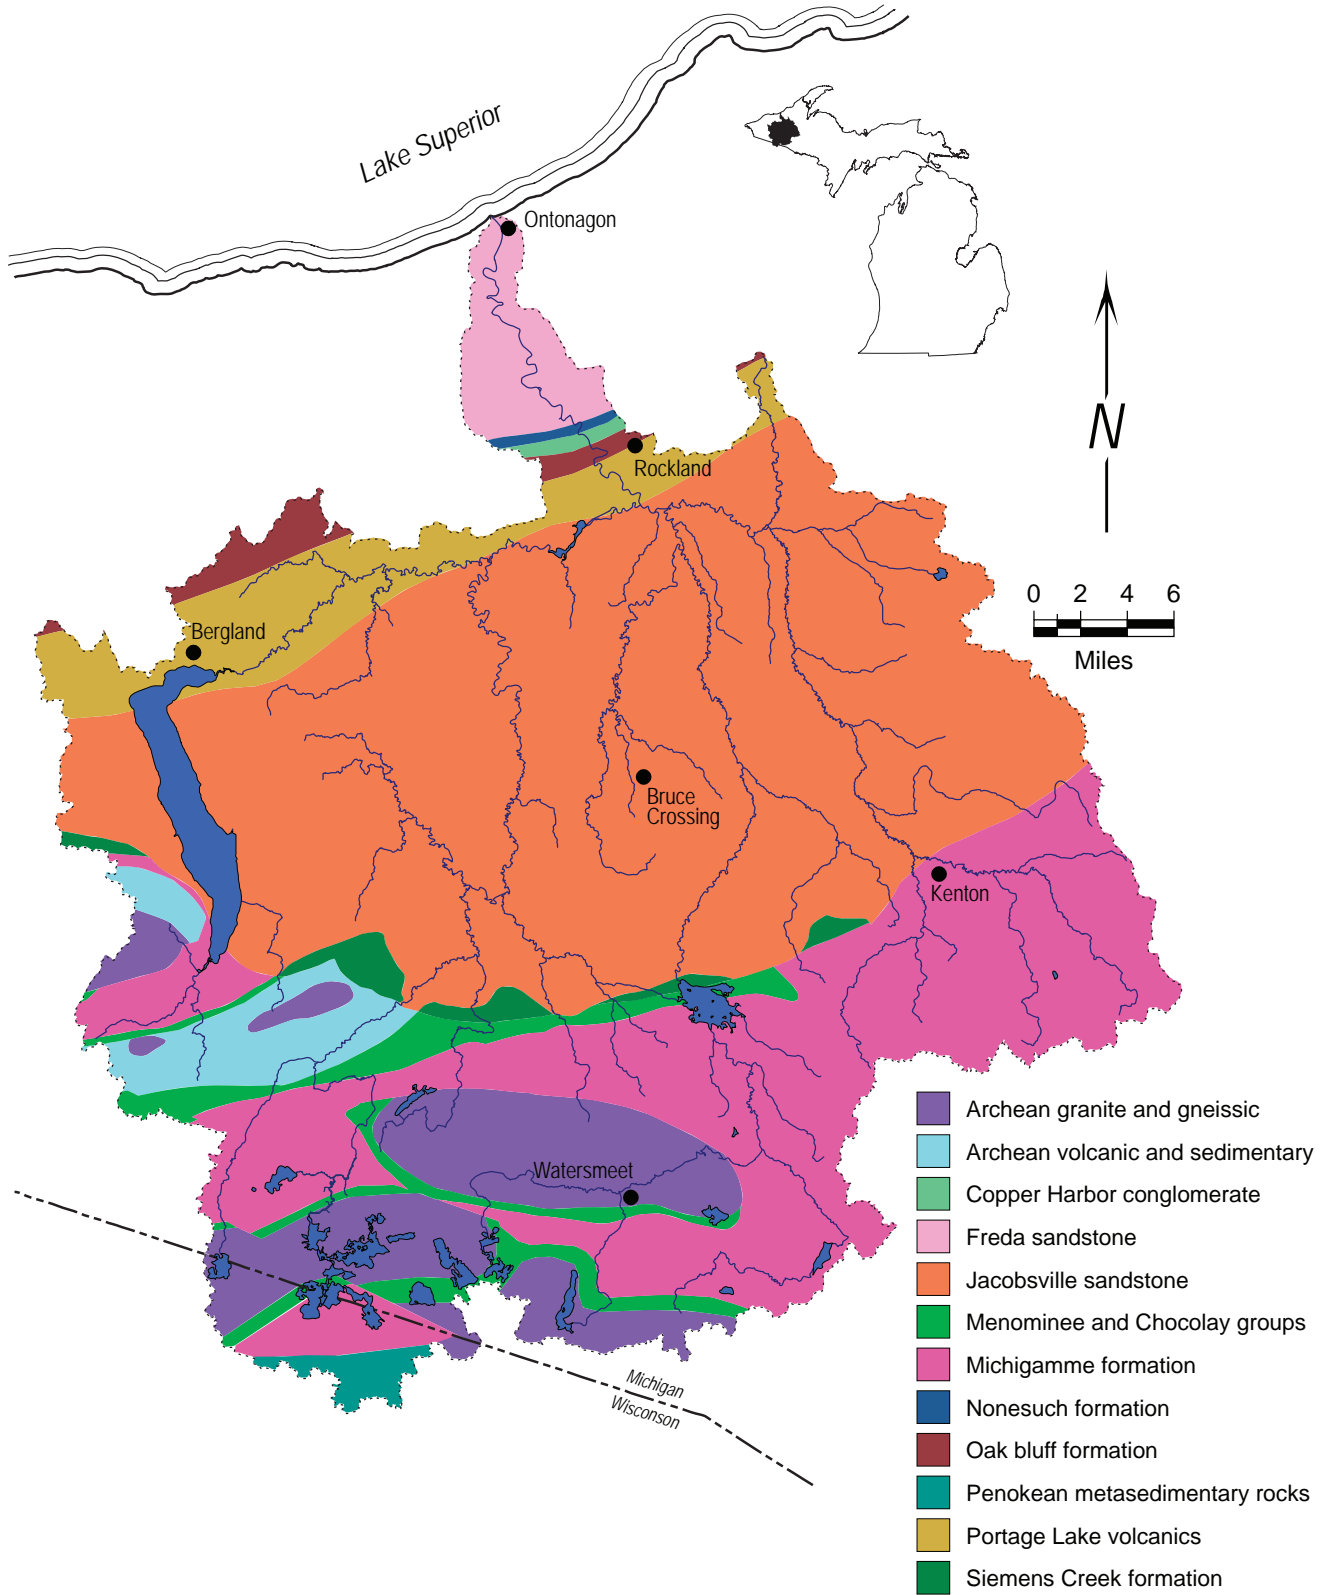 Lake Superior
Ontonagon
Rockland
N
Bergland
0 2 4 6
Miles
Bruce
Crossing
Kenton
Watersmeet
Michigan
Wisconson
Archean granite and gneissic
Archean volcanic and sedimentary
Copper Harbor conglomerate
Freda sandstone
Jacobsville sandstone
Menominee and Chocolay groups
Michigamme formation
Nonesuch formation
Oak bluff formation
Penokean metasedimentary rocks
Portage Lake volcanics
Siemens Creek formation